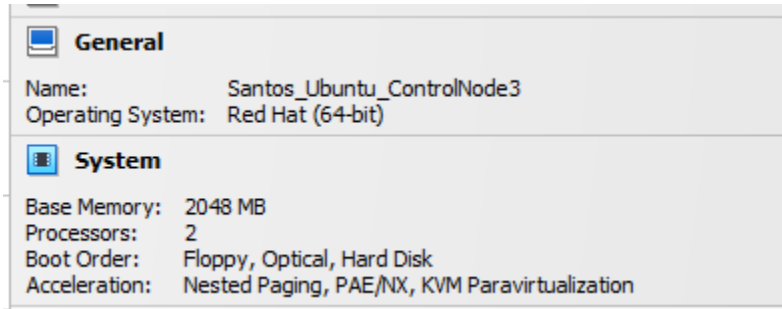 General
Name: Santos_Ubuntu_ControlNode3
Operating System: Red Hat (64-bit)
System
Base Memory: 2048 MB
Processors: 2
Boot Order: Floppy, Optical, Hard Disk
Acceleration: Nested Paging, PAE/NX, KVM Paravirtualization